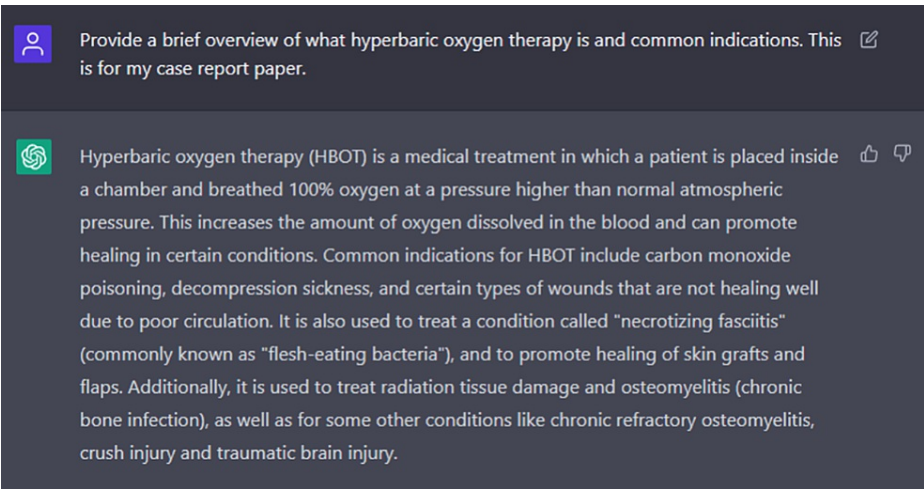 Provide a brief overview of what hyperbaric oxygen therapy is and common indications. This
is for my case report paper.
Hyperbaric oxygen therapy (HBOT) is a medical treatment in which a patient is placed inside
a chamber and breathed 100% oxygen at a pressure higher than normal atmospheric
pressure. This increases the amount of oxygen dissolved in the blood and can promote
healing in certain conditions. Common indications for HBOT include carbon monoxide
poisoning, decompression sickness, and certain types of wounds that are not healing well
due to poor circulation. It is also used to treat a condition called "necrotizing fasciitis"
(commonly known as "flesh-eating bacteria"), and to promote healing of skin grafts and
flaps. Additionally, it is used to treat radiation tissue damage and osteomyelitis (chronic
bone infection), as well as for some other conditions like chronic refractory osteomyelitis,
crush injury and traumatic brain injury.